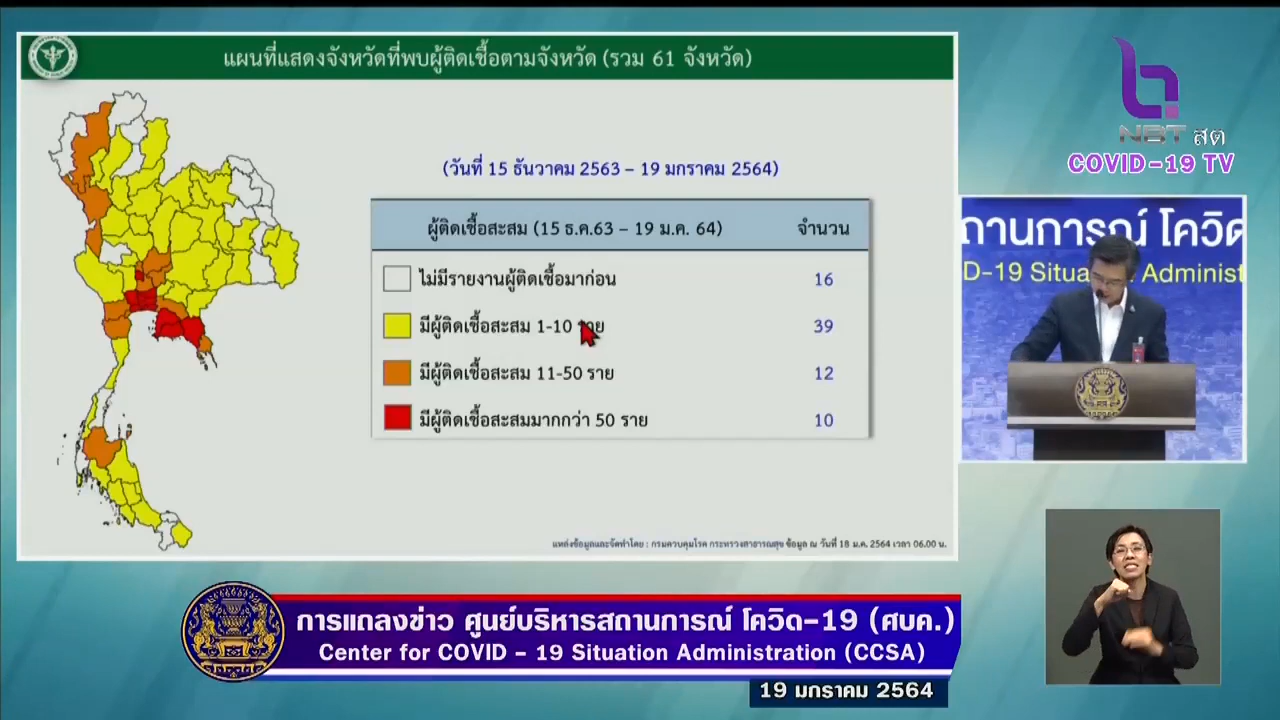 แผนที่แสดงจังหวัดที่พบผู้ติดเชื้อตามจังหวัด (รวม 61 จังหวัด)
(วันที่ 15 ธันวาคม 2563 – 19 มกราคม 2564)
ผู้ติดเชื้อสะสม (15 ธ.ค.63 – 19 ม.ค. 64) จำนวน
ไม่มีรายงานผู้ติดเชื้อมาก่อน 16
มีผู้ติดเชื้อสะสม 1-10 ราย 39
มีผู้ติดเชื้อสะสม 11-50 ราย 12
มีผู้ติดเชื้อสะสมมากกว่า 50 ราย 10
แหล่งข้อมูลและจัดทำโดย : กรมควบคุมโรค กระทรวงสาธารณสุข ข้อมูล ณ วันที่ 18 ม.ค. 2564 เวลา 06.00 น.
NBT สด
COVID-19 TV
ถานการณ์ โควิด
D-19 Situa Administ
การแถลงข่าว ศูนย์บริหารสถานการณ์ โควิด-19 (ศบค.)
Center for COVID - 19 Situation Administration (CCSA)
19 มกราคม 2564